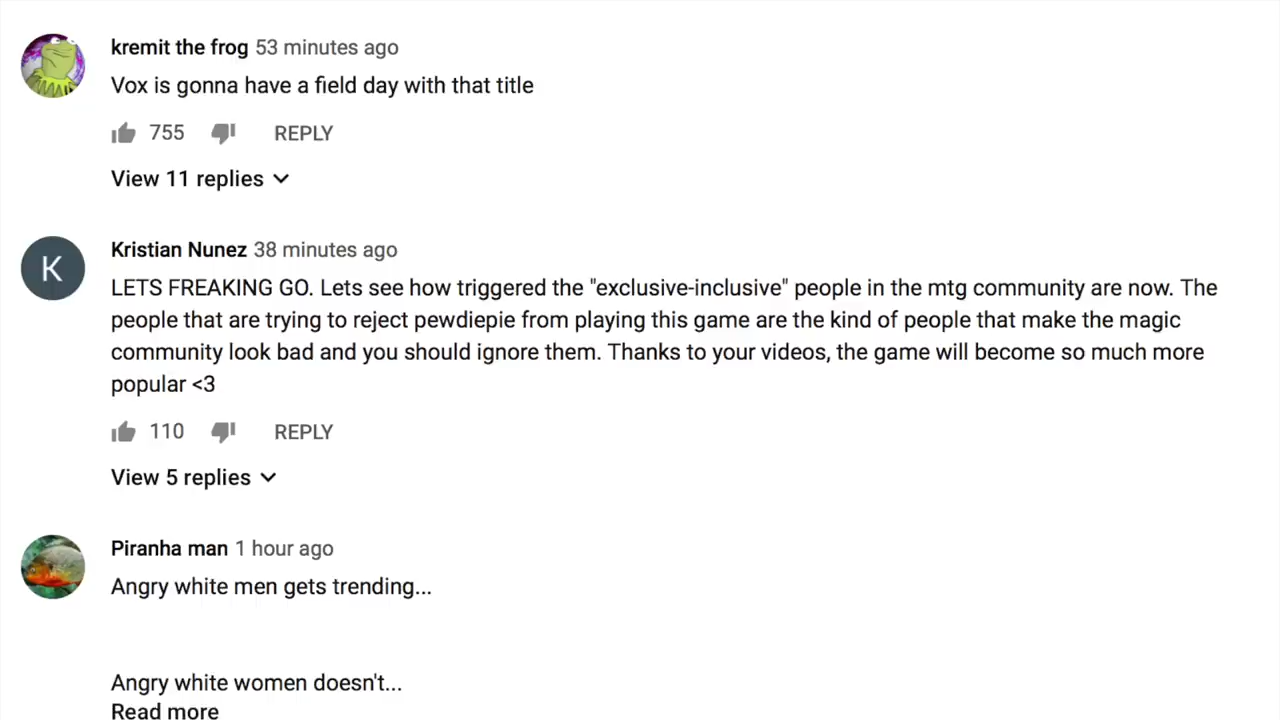 kremit the frog 53 minutes ago
Vox is gonna have a field day with that title
755 REPLY
View 11 replies
K
Kristian Nunez 38 minutes ago
LETS FREAKING GO. Lets see how triggered the "exclusive-inclusive" people in the mtg community are now. The
people that are trying to reject pewdiepie from playing this game are the kind of people that make the magic
community look bad and you should ignore them. Thanks to your videos, the game will become so much more
popular <3
110 REPLY
View 5 replies
Piranha man 1 hour ago
Angry white men gets trending...
Angry white women doesn't...
Read more